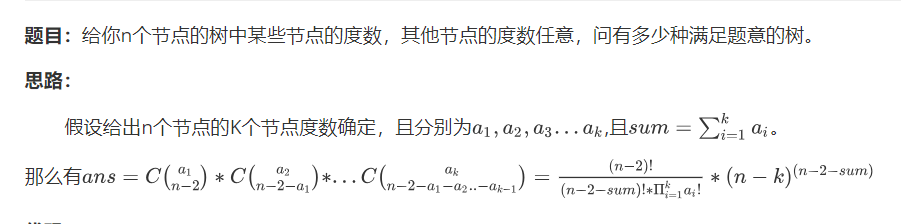 题目：给你n个节点的树中某些节点的度数，其他节点的度数任意，问有多少种满足题意的树。
思路：
假设给出n个节点的K个节点度数确定，且分别为$a_1, a_2, a_3 \ldots a_k$,且$sum = \sum_{i=1}^{k} a_i$。
那么有$ans = C\binom{a_1}{n-2} * C\binom{a_2}{n-2-a_1} * \ldots C\binom{a_k}{n-2-a_1-a_2..-a_{k-1}} = \frac{(n-2)!}{(n-2-sum)!*\Pi_{i=1}^{k} a_i!} * (n-k)^{(n-2-sum)}$